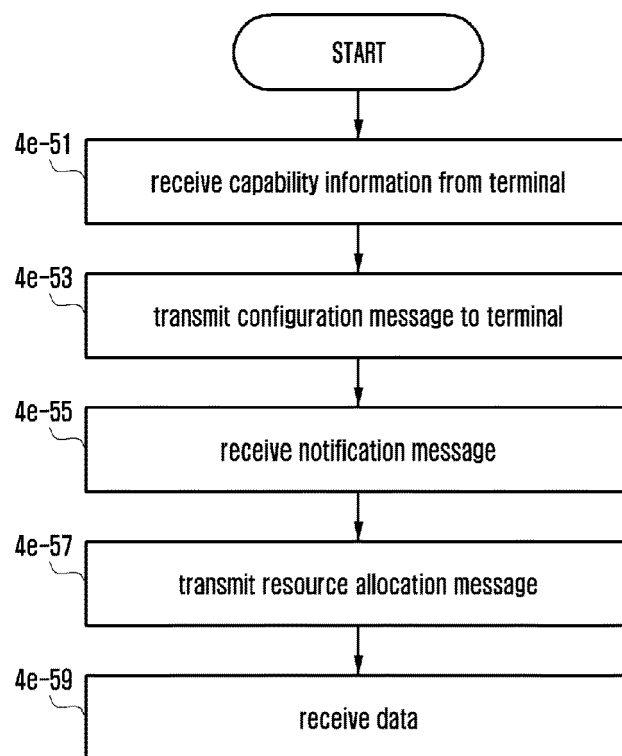 START
4e-51
receive capability information from terminal
4e-53
transmit configuration message to terminal
4e-55
receive notification message
4e-57
transmit resource allocation message
4e-59
receive data